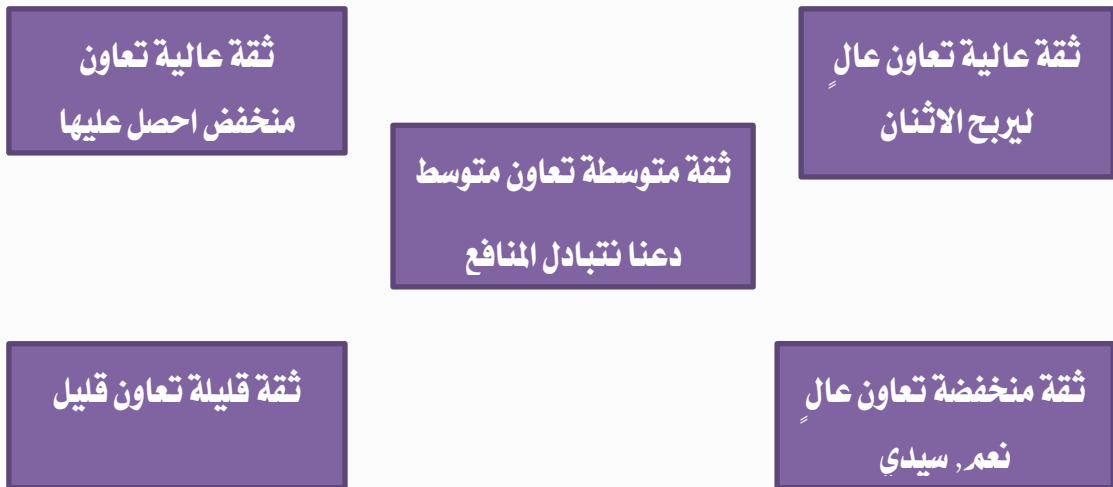 ثقة عالية تعاون عالٍ
ليربح الاثنان
ثقة عالية تعاون
منخفض احصل عليها
ثقة متوسطة تعاون متوسط
دعنا نتبادل المنافع
ثقة منخفضة تعاون عالٍ
نعم, سيدي
ثقة قليلة تعاون قليل